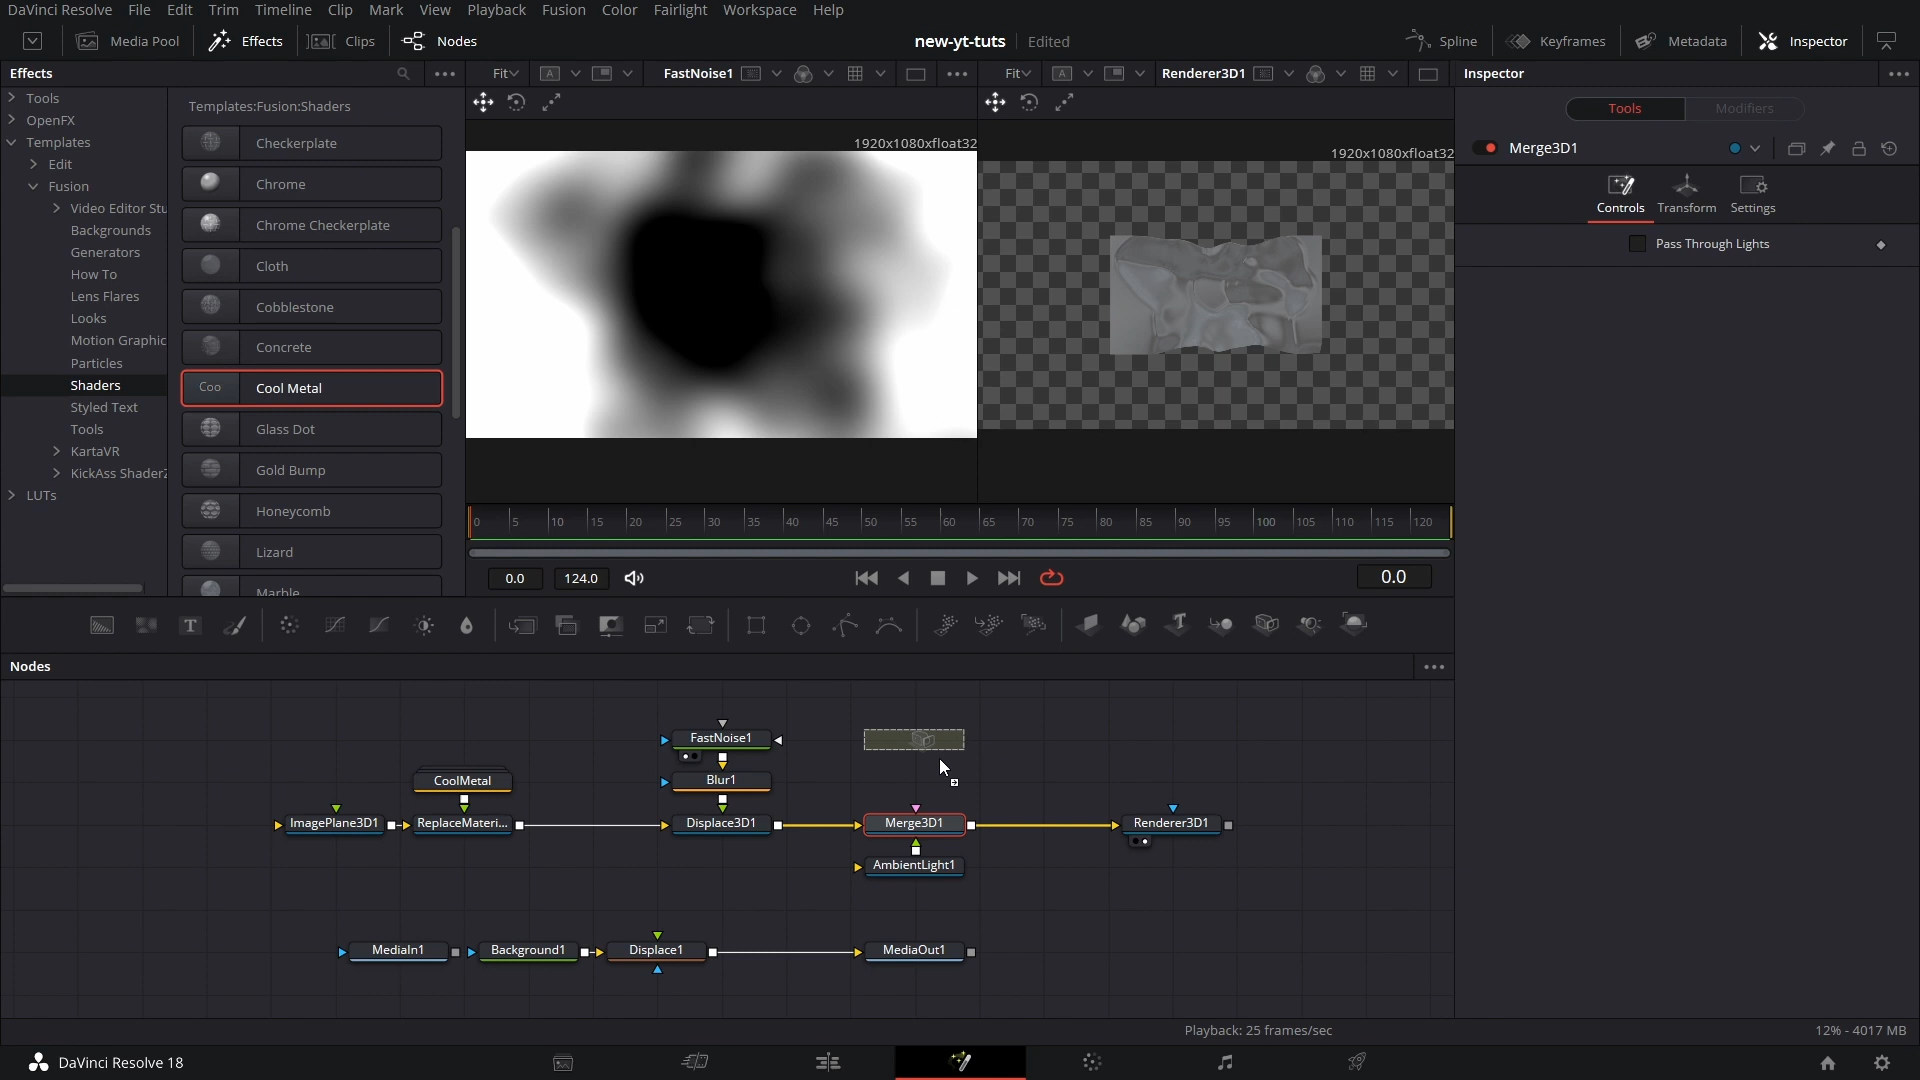 DaVinci Resolve File Edit Trim Timeline Clip Mark View Playback Fusion Color Fairlight Workspace Help
Media Pool Effects Clips Nodes new-yt-tuts Edited Spline Keyframes Metadata Inspector
Effects
Fit A FastNoise1
Fit A Renderer3D1
Inspector
Tools
OpenFX
Templates
Edit
Fusion
Video Editor Stu
Backgrounds
Generators
How To
Lens Flares
Looks
Motion Graphic
Particles
Shaders
Styled Text
Tools
KartaVR
KickAss ShaderZ
LUTs
Templates:Fusion:Shaders
Checkerplate
Chrome
Chrome Checkerplate
Cloth
Cobblestone
Concrete
Coo Cool Metal
Glass Dot
Gold Bump
Honeycomb
Lizard
Marble
1920x1080xfloat32
1920x1080xfloat32
Tools Modifiers
Merge3D1
Controls Transform Settings
Pass Through Lights
0 5 10 15 20 25 30 35 40 45 50 55 60 65 70 75 80 85 90 95 100 105 110 115 120
0.0 124.0 0.0
T
Nodes
FastNoise1
CoolMetal Blur1
ImagePlane3D1 ReplaceMateri... Displace3D1 Merge3D1 Renderer3D1
AmbientLight1
MediaIn1 Background1 Displace1 MediaOut1
Playback: 25 frames/sec 12% - 4017 MB
DaVinci Resolve 18